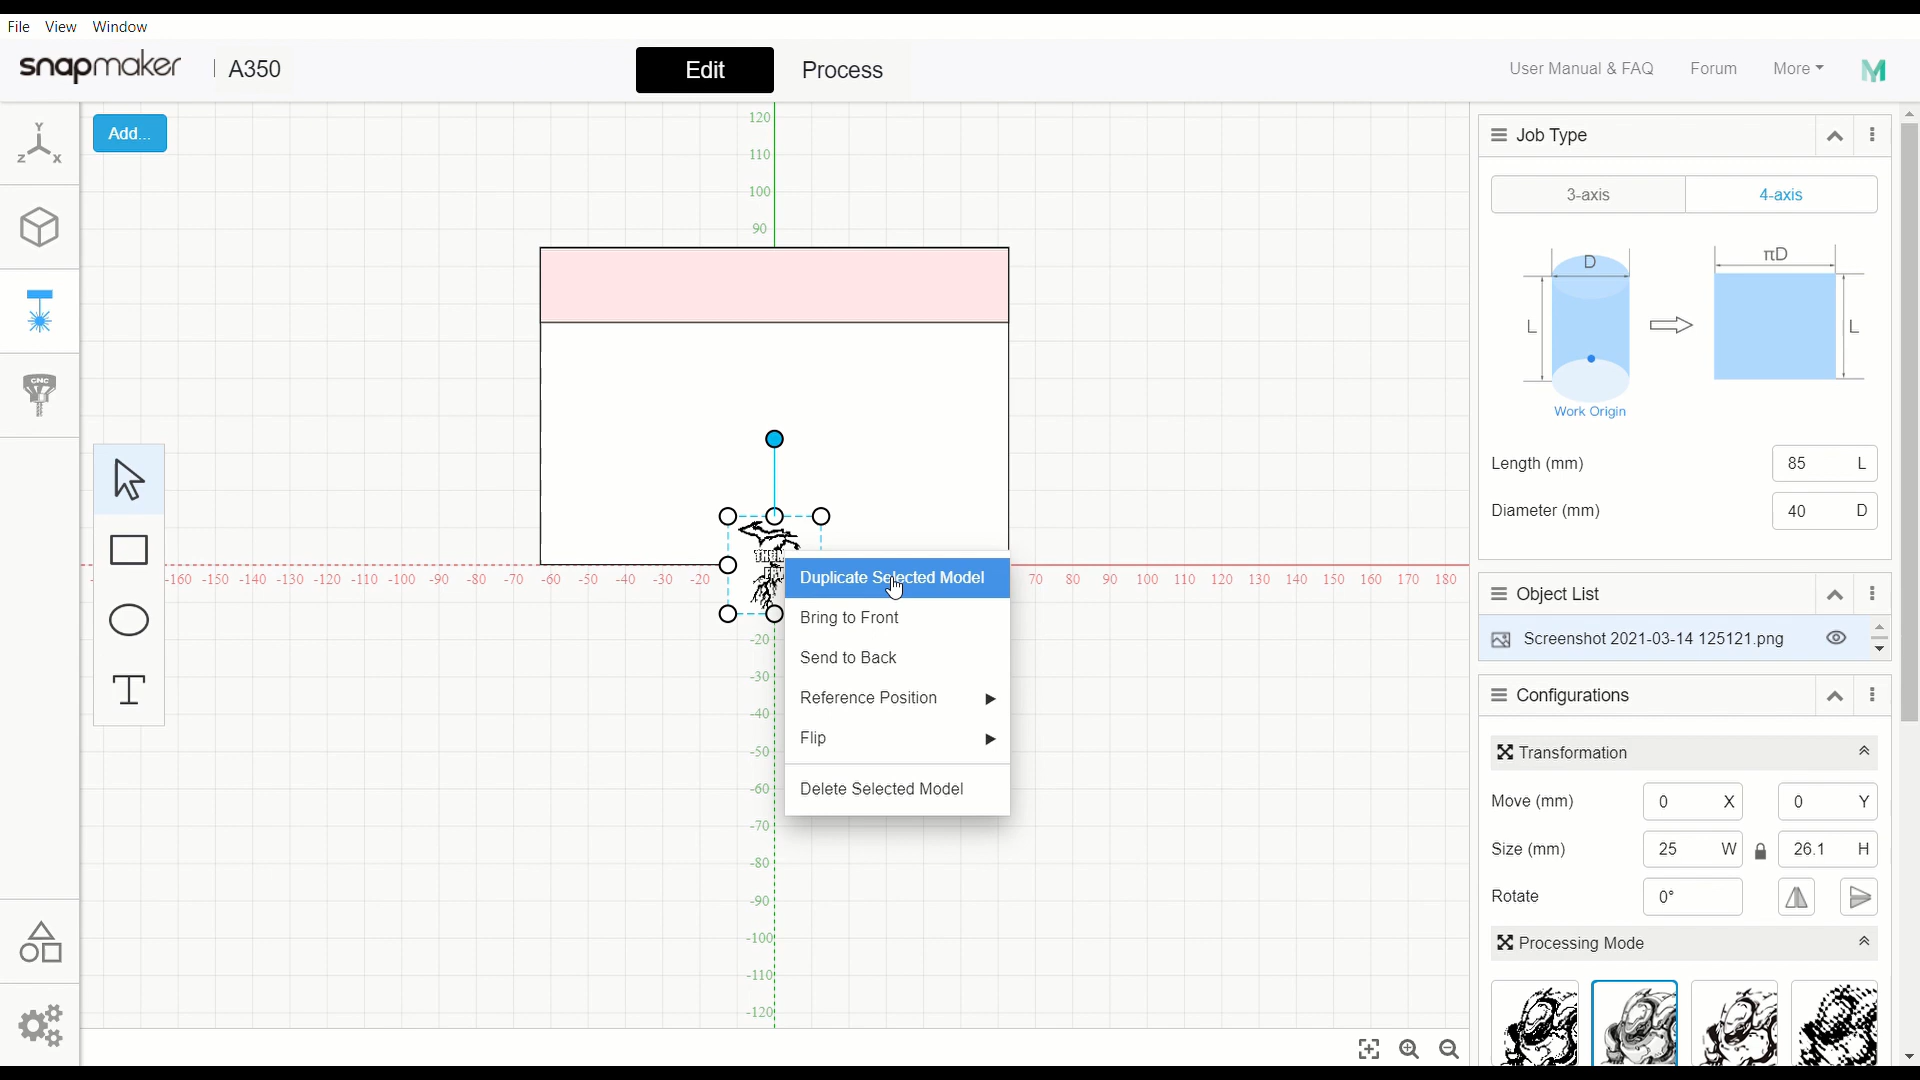 File View Window
snapmaker | A350
Edit
Process
User Manual & FAQ
Forum
More
Add...
Y
Z X
CNC
120
110
100
90
-160 -150 -140 -130 -120 -110 -100 -90 -80 -70 -60 -50 -40 -30 -20 70 80 90 100 110 120 130 140 150 160 170 180
-20
-30
-40
-50
-60
-70
-80
-90
-100
-110
-120
Duplicate Selected Model
Bring to Front
Send to Back
Reference Position
Flip
Delete Selected Model
Job Type
3-axis
4-axis
D
πD
L
L
Work Origin
Length (mm) 85 L
Diameter (mm) 40 D
Object List
Screenshot 2021-03-14 125121.png
Configurations
Transformation
Move (mm) 0 X 0 Y
Size (mm) 25 W 26.1 H
Rotate 0°
Processing Mode